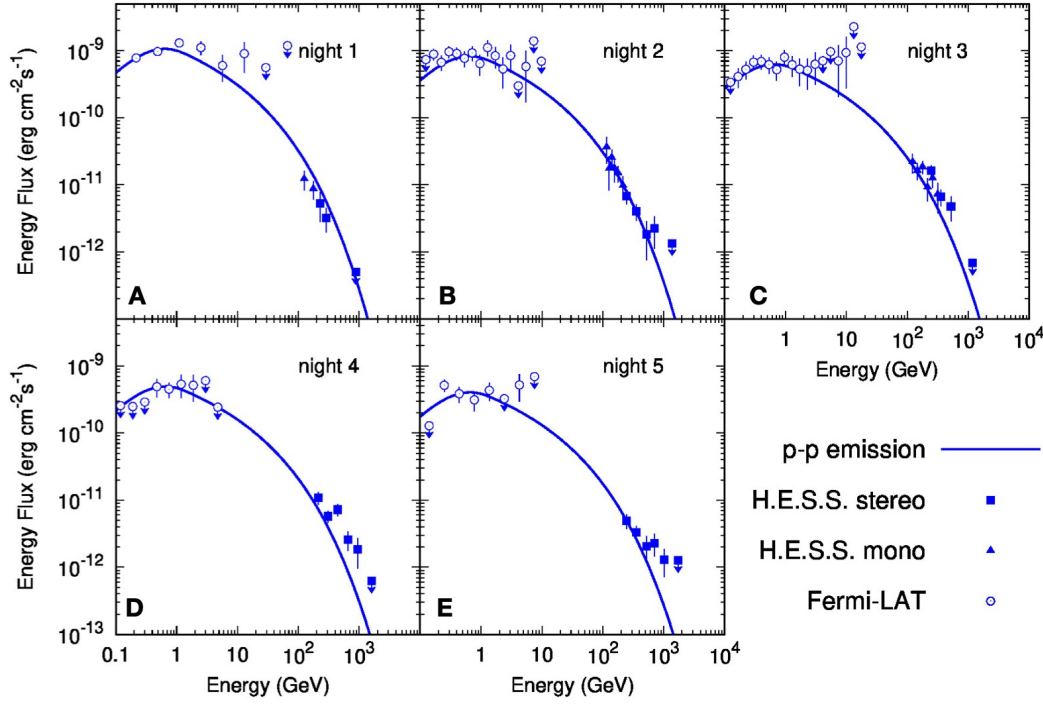 Energy Flux (erg cm⁻²s⁻¹)
10⁻⁹
10⁻¹⁰
10⁻¹¹
10⁻¹²
night 1
A
night 2
B
night 3
C
1 10 10² 10³ 10⁴
Energy (GeV)
Energy Flux (erg cm⁻²s⁻¹)
10⁻⁹
10⁻¹⁰
10⁻¹¹
10⁻¹²
10⁻¹³
night 4
D
night 5
E
0.1 1 10 10² 10³
1 10 10² 10³ 10⁴
Energy (GeV)
Energy (GeV)
p-p emission
H.E.S.S. stereo
H.E.S.S. mono
Fermi-LAT